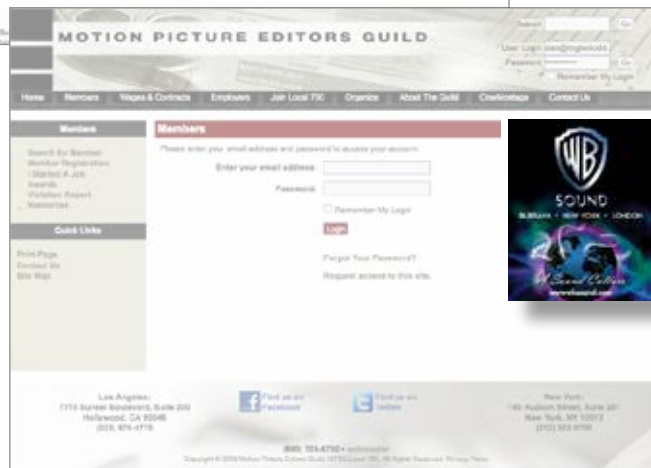 MOTION PICTURE EDITORS GUILD
Search Go
User Login
Password Go
Remember My Login
Home Members Wages & Contracts Employers Join Local 700 Organize About The Guild CineMontage Contact Us
Members
Search for Member
Member Registration
I Started A Job
Awards
Violation Report
Resources
Quick Links
Print Page
Contact Us
Site Map
Members
Please enter your email address and password to access your account.
Enter your email address:
Password:
Remember My Login
Login
Forgot Your Password?
Request access to this site.
WB
SOUND
BURBANK • NEW YORK • LONDON
A Sound Culture
www.wbsound.com
Los Angeles:
7715 Sunset Boulevard, Suite 200
Hollywood, CA 90046
Find us on
Facebook
Find us on
Twitter
New York:
145 Hudson Street, Suite 201
New York, NY 10013